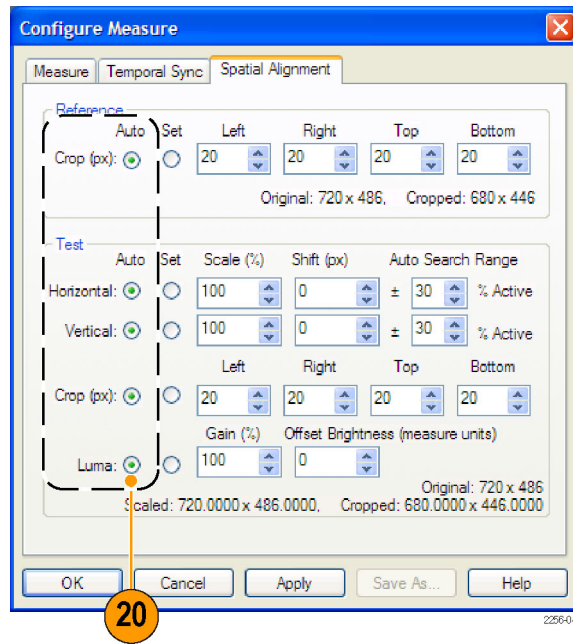 Configure Measure
Measure Temporal Sync Spatial Alignment
Reference
Auto Set Left Right Top Bottom
Crop (px): 20 20 20 20
Original: 720 x 486, Cropped: 680 x 446
Test
Auto Set Scale (%) Shift (px) Auto Search Range
Horizontal: 100 0 ± 30 % Active
Vertical: 100 0 ± 30 % Active
Left Right Top Bottom
Crop (px): 20 20 20 20
Gain (%) Offset Brightness (measure units)
Luma: 100 0
Original: 720 x 486
Scaled: 720.0000 x 486.0000, Cropped: 680.0000 x 446.0000
OK Cancel Apply Save As... Help
20